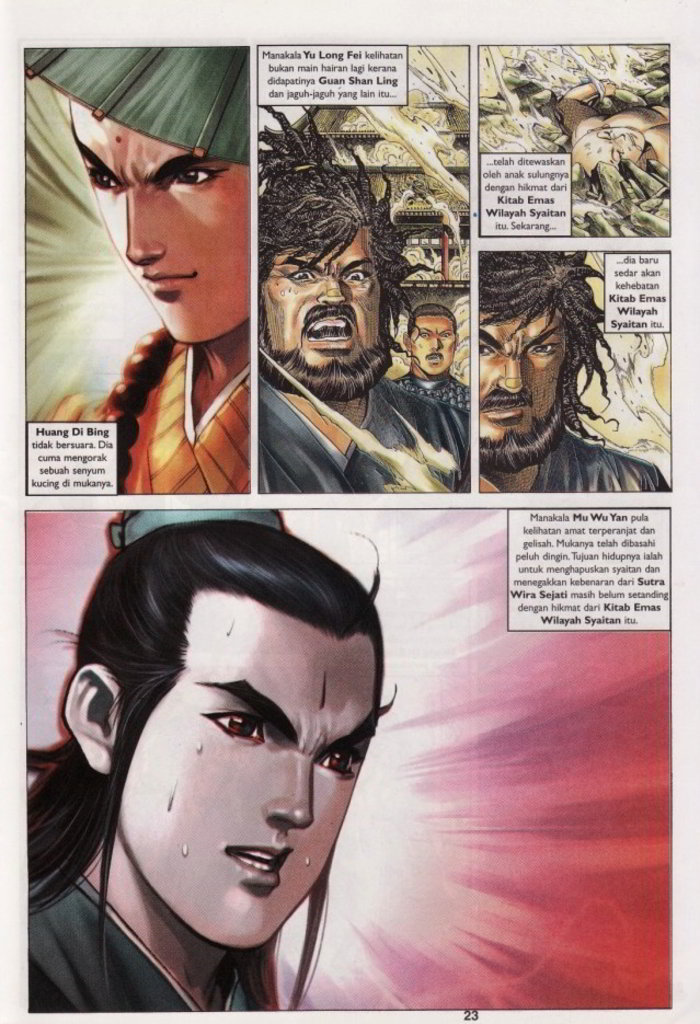 Huang Di Bing
tidak bersuara. Dia
cuma mengorak
sebuah senyum
kucing di mukanya.
Manakala Yu Long Fei kelihatan
bukan main hairan lagi kerana
didapatinya Guan Shan Ling
dan jaguh-jaguh yang lain itu...
...telah ditewaskan
oleh anak sulungnya
dengan hikmat dari
Kitab Emas
Wilayah Syaitan
itu. Sekarang...
...dia baru
sedar akan
kehebatan
Kitab Emas
Wilayah
Syaitan itu.
Manakala Mu Wu Yan pula
kelihatan amat terperanjat dan
gelisah. Mukanya telah dibasahi
peluh dingin. Tujuan hidupnya ialah
untuk menghapuskan syaitan dan
menegakkan kebenaran dari Sutra
Wira Sejati masih belum setanding
dengan hikmat dari Kitab Emas
Wilayah Syaitan itu.
23